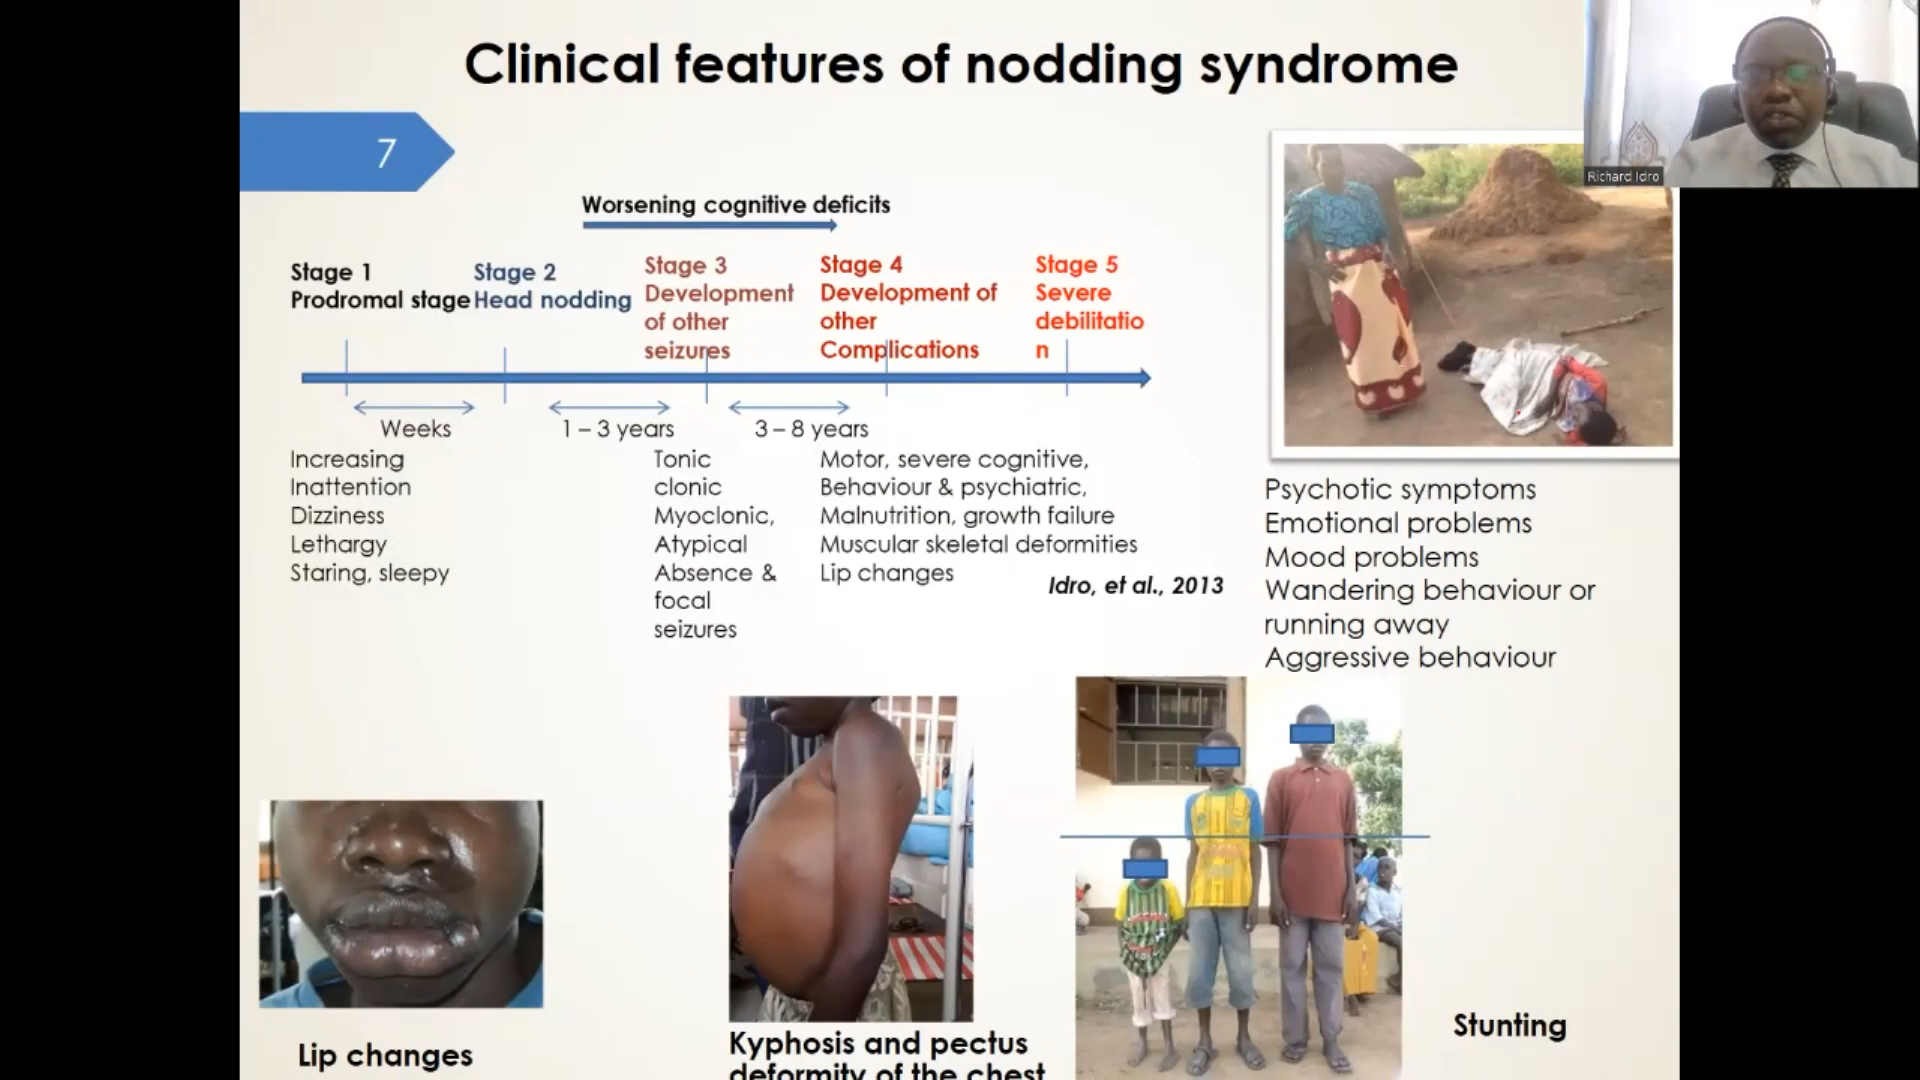 Clinical features of nodding syndrome
7
Richard Idro
Worsening cognitive deficits
Stage 1
Prodromal stage
Stage 2
Head nodding
Stage 3
Development
of other
seizures
Stage 4
Development of
other
Complications
Stage 5
Severe
debilitatio
n
Weeks
1 – 3 years
3 – 8 years
Increasing
Inattention
Dizziness
Lethargy
Staring, sleepy
Tonic
clonic
Myoclonic,
Atypical
Absence &
focal
seizures
Motor, severe cognitive,
Behaviour & psychiatric,
Malnutrition, growth failure
Muscular skeletal deformities
Lip changes
Idro, et al., 2013
Psychotic symptoms
Emotional problems
Mood problems
Wandering behaviour or
running away
Aggressive behaviour
Lip changes
Kyphosis and pectus
deformity of the chest
Stunting